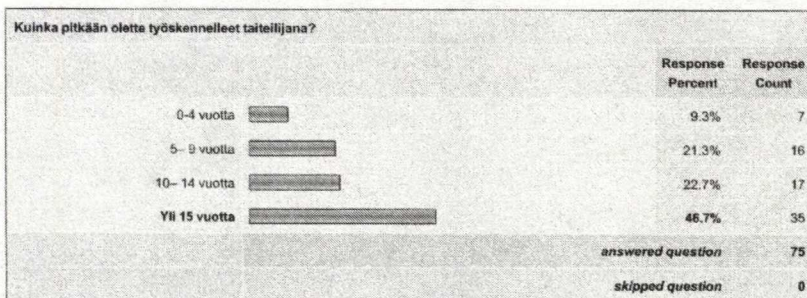 Kuinka pitkään olette työskennelleet taiteilijana?
Response Percent Response Count
0-4 vuotta 9.3% 7
5– 9 vuotta 21.3% 16
10– 14 vuotta 22.7% 17
Yli 15 vuotta 46.7% 35
answered question 75
skipped question 0